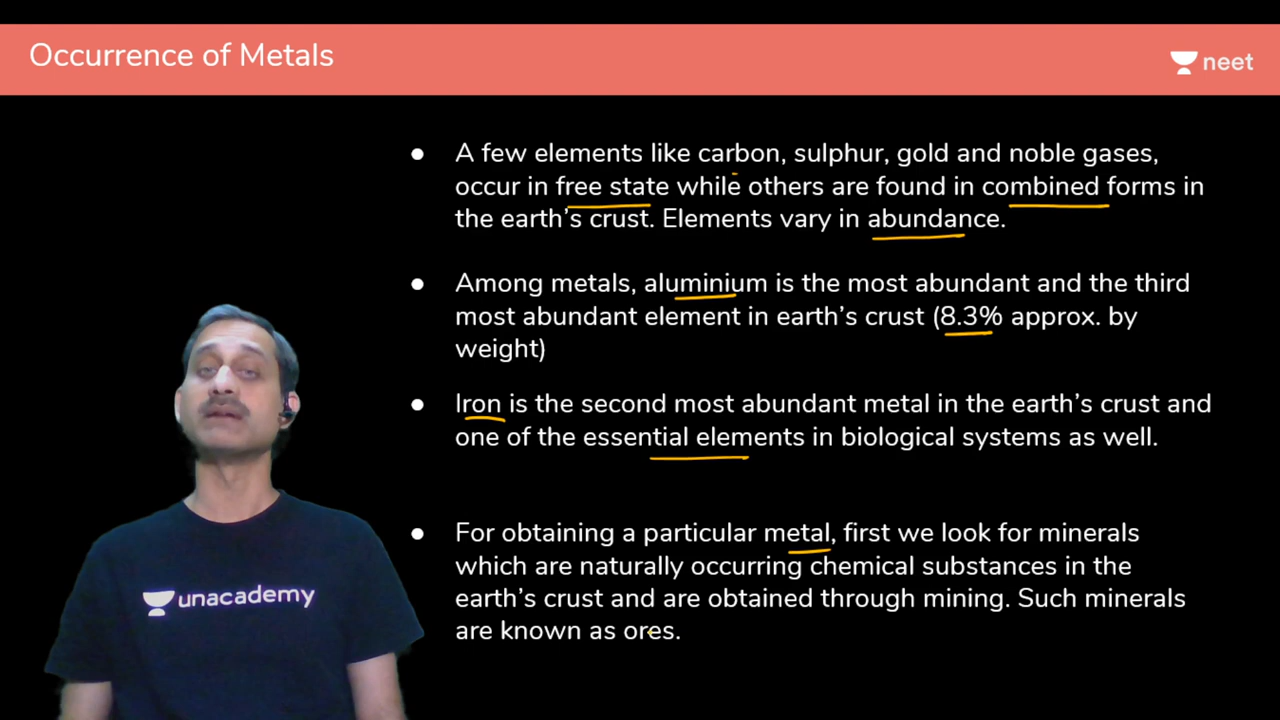 Occurrence of Metals
neet
● A few elements like carbon, sulphur, gold and noble gases,
occur in free state while others are found in combined forms in
the earth's crust. Elements vary in abundance.
● Among metals, aluminium is the most abundant and the third
most abundant element in earth's crust (8.3% approx. by
weight)
● Iron is the second most abundant metal in the earth's crust and
one of the essential elements in biological systems as well.
● For obtaining a particular metal, first we look for minerals
which are naturally occurring chemical substances in the
earth's crust and are obtained through mining. Such minerals
are known as ores.
unacademy